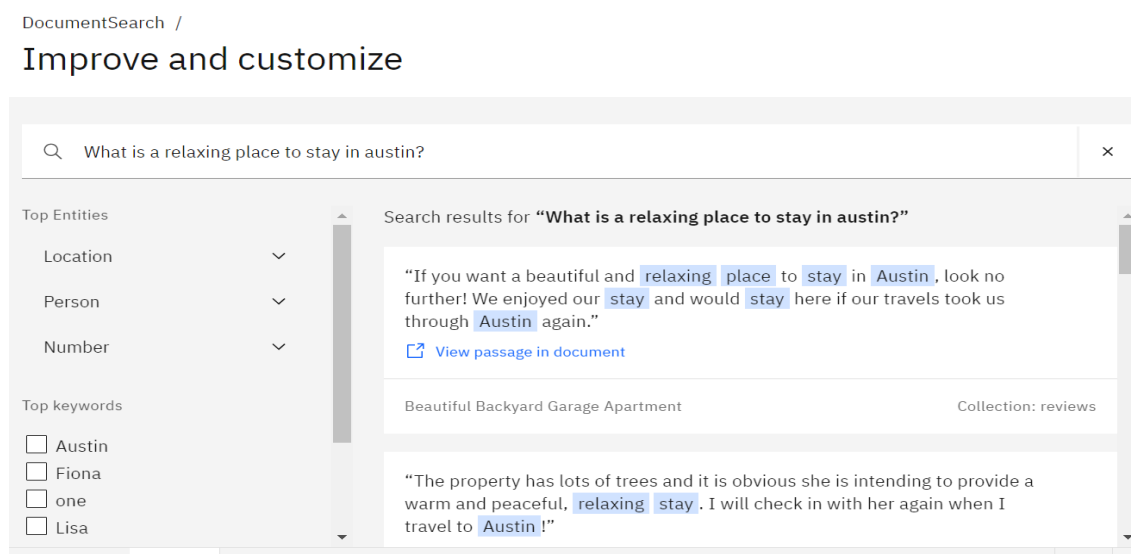 DocumentSearch /
Improve and customize
What is a relaxing place to stay in austin?
Top Entities
Location
Person
Number
Top keywords
Austin
Fiona
one
Lisa
Search results for “What is a relaxing place to stay in austin?”
“If you want a beautiful and relaxing place to stay in Austin, look no
further! We enjoyed our stay and would stay here if our travels took us
through Austin again.”
View passage in document
Beautiful Backyard Garage Apartment
Collection: reviews
“The property has lots of trees and it is obvious she is intending to provide a
warm and peaceful, relaxing stay. I will check in with her again when I
travel to Austin!”